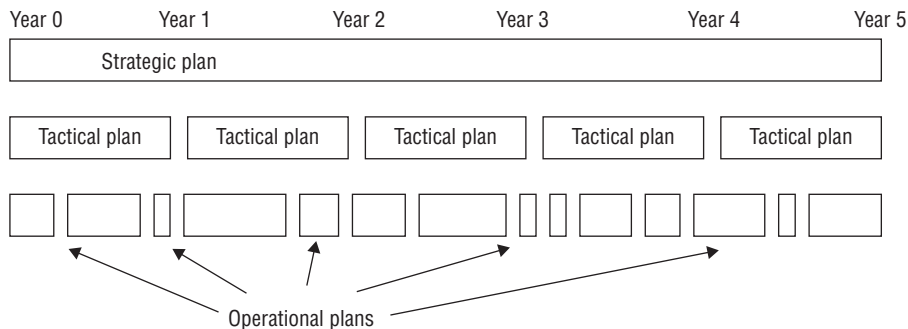 Year 0 Year 1 Year 2 Year 3 Year 4 Year 5
Strategic plan
Tactical plan Tactical plan Tactical plan Tactical plan Tactical plan
Operational plans